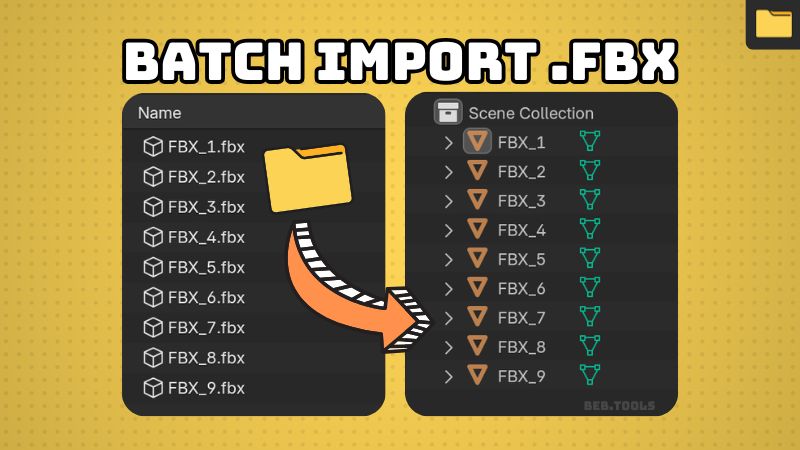 BATCH IMPORT .FBX
Name
FBX_1.fbx
FBX_2.fbx
FBX_3.fbx
FBX_4.fbx
FBX_5.fbx
FBX_6.fbx
FBX_7.fbx
FBX_8.fbx
FBX_9.fbx
Scene Collection
FBX_1
FBX_2
FBX_3
FBX_4
FBX_5
FBX_6
FBX_7
FBX_8
FBX_9
BEB.TOOLS